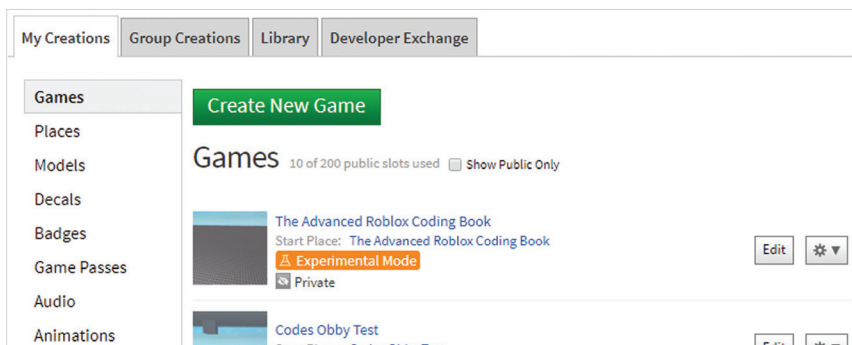 My Creations
Group Creations
Library
Developer Exchange
Games
Places
Models
Decals
Badges
Game Passes
Audio
Animations
Create New Game
Games 10 of 200 public slots used Show Public Only
The Advanced Roblox Coding Book
Start Place: The Advanced Roblox Coding Book
Experimental Mode
Private
Edit
Codes Obby Test